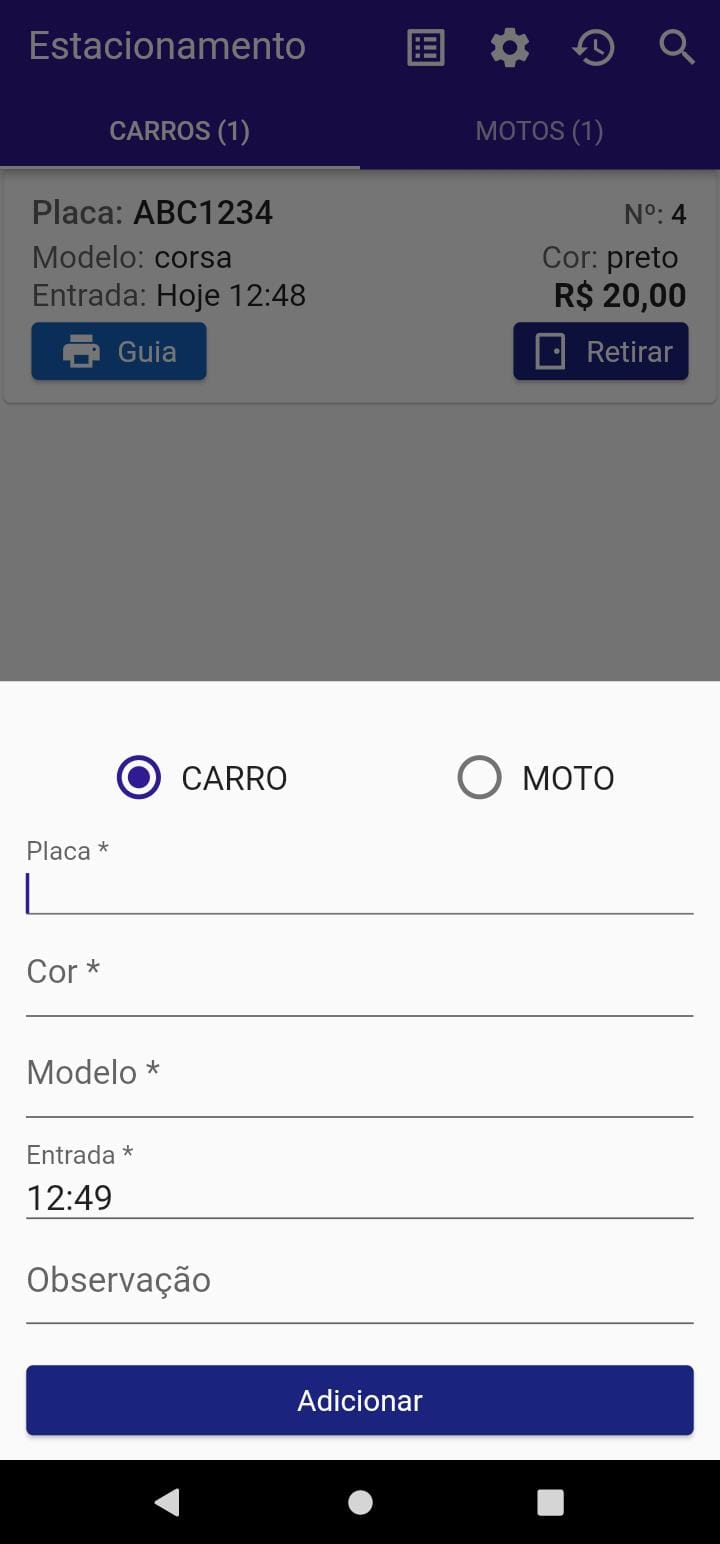 Estacionamento
CARROS (1) MOTOS (1)
Placa: ABC1234 Nº: 4
Modelo: corsa Cor: preto
Entrada: Hoje 12:48 R$ 20,00
Guia Retirar
CARRO MOTO
Placa *
Cor *
Modelo *
Entrada *
12:49
Observação
Adicionar